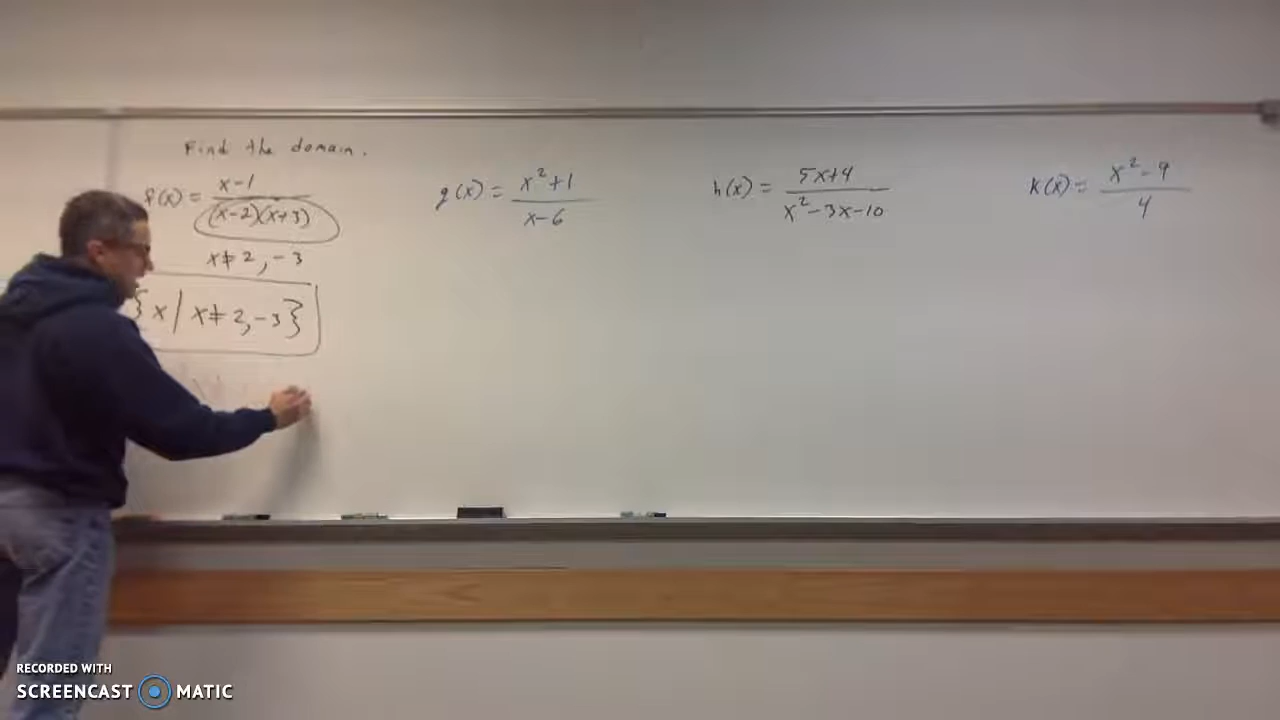 Find the domain.
f(x) = x-1 / (x-2)(x+3)
x≠2, -3
{x | x≠2, -3}
g(x) = x²+1 / x-6
h(x) = 5x+4 / x²-3x-10
k(x) = x²-9 / 4
RECORDED WITH
SCREENCAST MATIC